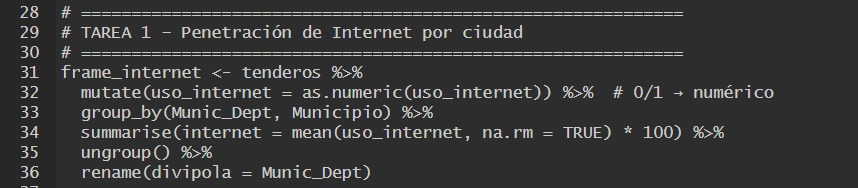 28 # ============================================================
29 # TAREA 1 – Penetración de Internet por ciudad
30 # ============================================================
31 frame_internet <- tenderos %>%
32 mutate(uso_internet = as.numeric(uso_internet)) %>% # 0/1 → numérico
33 group_by(Munic_Dept, Municipio) %>%
34 summarise(internet = mean(uso_internet, na.rm = TRUE) * 100) %>%
35 ungroup() %>%
36 rename(divipola = Munic_Dept)